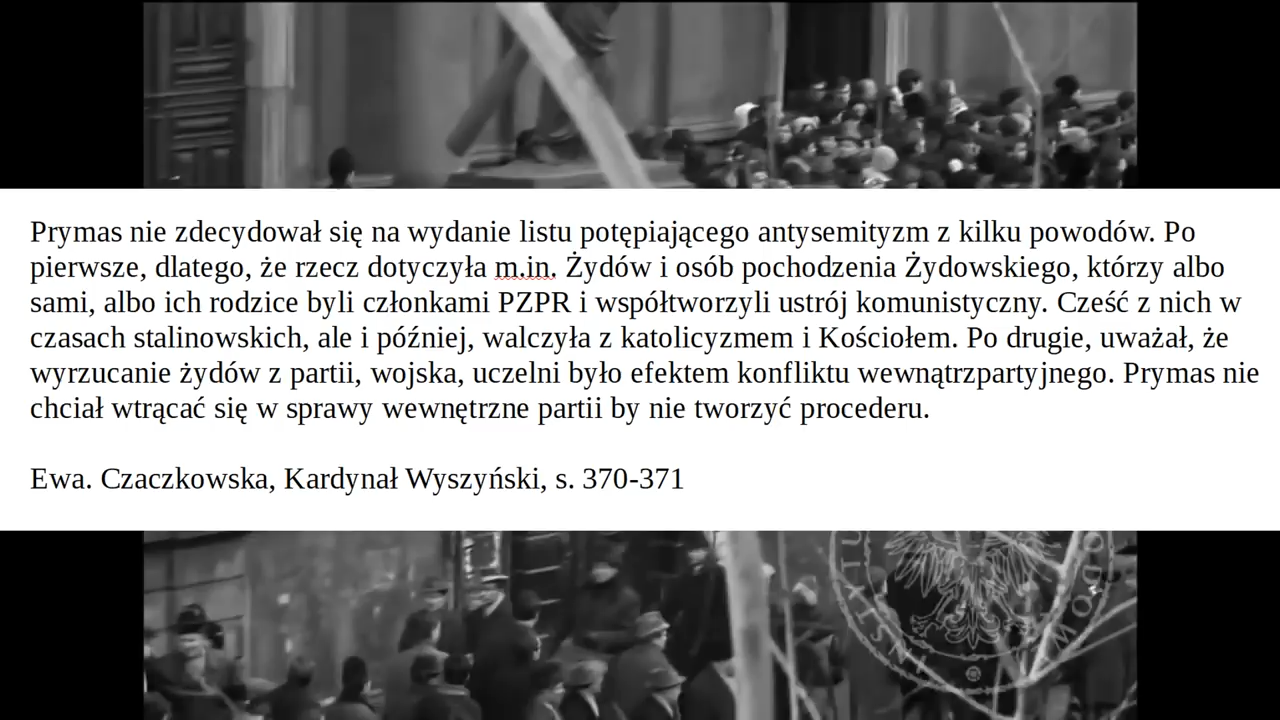 Prymas nie zdecydował się na wydanie listu potępiającego antysemityzm z kilku powodów. Po
pierwsze, dlatego, że rzecz dotyczyła m.in. Żydów i osób pochodzenia Żydowskiego, którzy albo
sami, albo ich rodzice byli członkami PZPR i współtworzyli ustrój komunistyczny. Cześć z nich w
czasach stalinowskich, ale i później, walczyła z katolicyzmem i Kościołem. Po drugie, uważał, że
wyrzucanie żydów z partii, wojska, uczelni było efektem konfliktu wewnątrzpartyjnego. Prymas nie
chciał wtrącać się w sprawy wewnętrzne partii by nie tworzyć procederu.
Ewa. Czaczkowska, Kardynał Wyszyński, s. 370-371